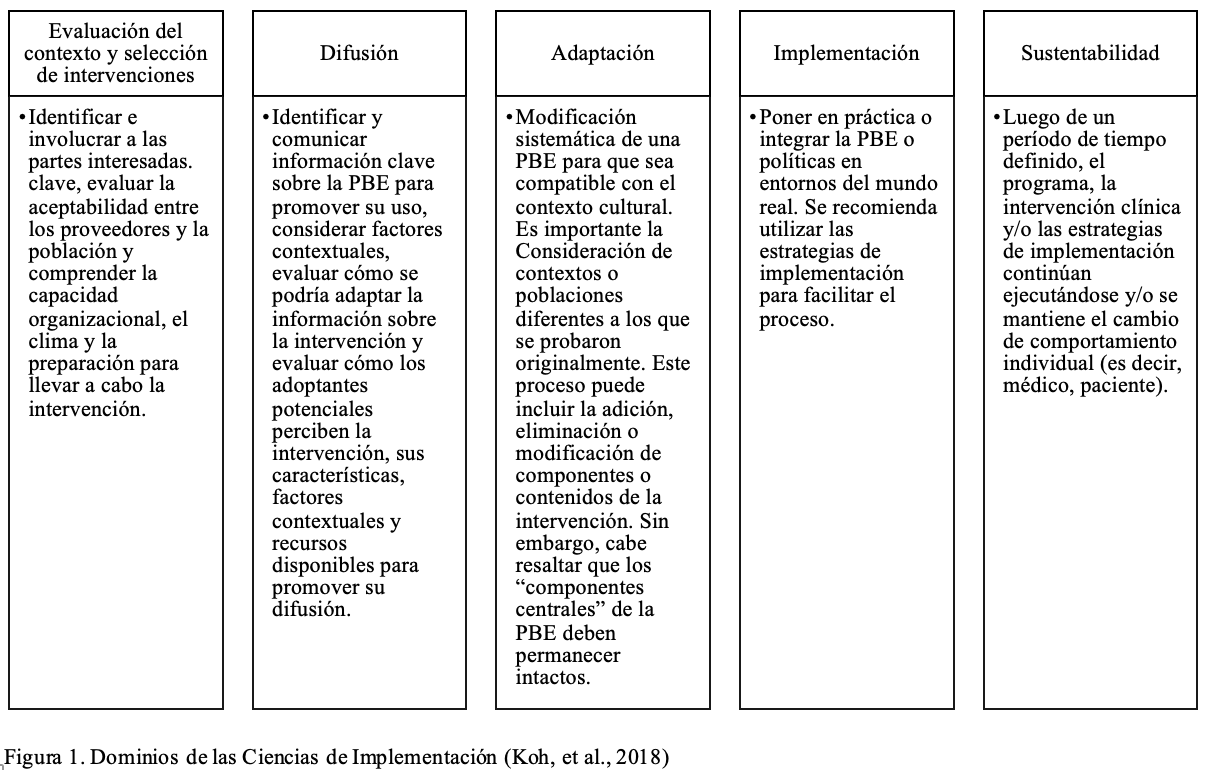 Evaluación del
contexto y selección
de intervenciones
•Identificar e
involucrar a las
partes interesadas.
clave, evaluar la
aceptabilidad entre
los proveedores y la
población y
comprender la
capacidad
organizacional, el
clima y la
preparación para
llevar a cabo la
intervención.
Difusión
•Identificar y
comunicar
información clave
sobre la PBE para
promover su uso,
considerar factores
contextuales,
evaluar cómo se
podría adaptar la
información sobre
la intervención y
evaluar cómo los
adoptantes
potenciales
perciben la
intervención, sus
características,
factores
contextuales y
recursos
disponibles para
promover su
difusión.
Adaptación
•Modificación
sistemática de una
PBE para que sea
compatible con el
contexto cultural.
Es importante la
Consideración de
contextos o
poblaciones
diferentes a los que
se probaron
originalmente. Este
proceso puede
incluir la adición,
eliminación o
modificación de
componentes o
contenidos de la
intervención. Sin
embargo, cabe
resaltar que los
“componentes
centrales” de la
PBE deben
permanecer
intactos.
Implementación
•Poner en práctica o
integrar la PBE o
políticas en
entornos del mundo
real. Se recomienda
utilizar las
estrategias de
implementación
para facilitar el
proceso.
Sustentabilidad
•Luego de un
período de tiempo
definido, el
programa, la
intervención clínica
y/o las estrategias
de implementación
continúan
ejecutándose y/o se
mantiene el cambio
de comportamiento
individual (es decir,
médico, paciente).
Figura 1. Dominios de las Ciencias de Implementación (Koh, et al., 2018)